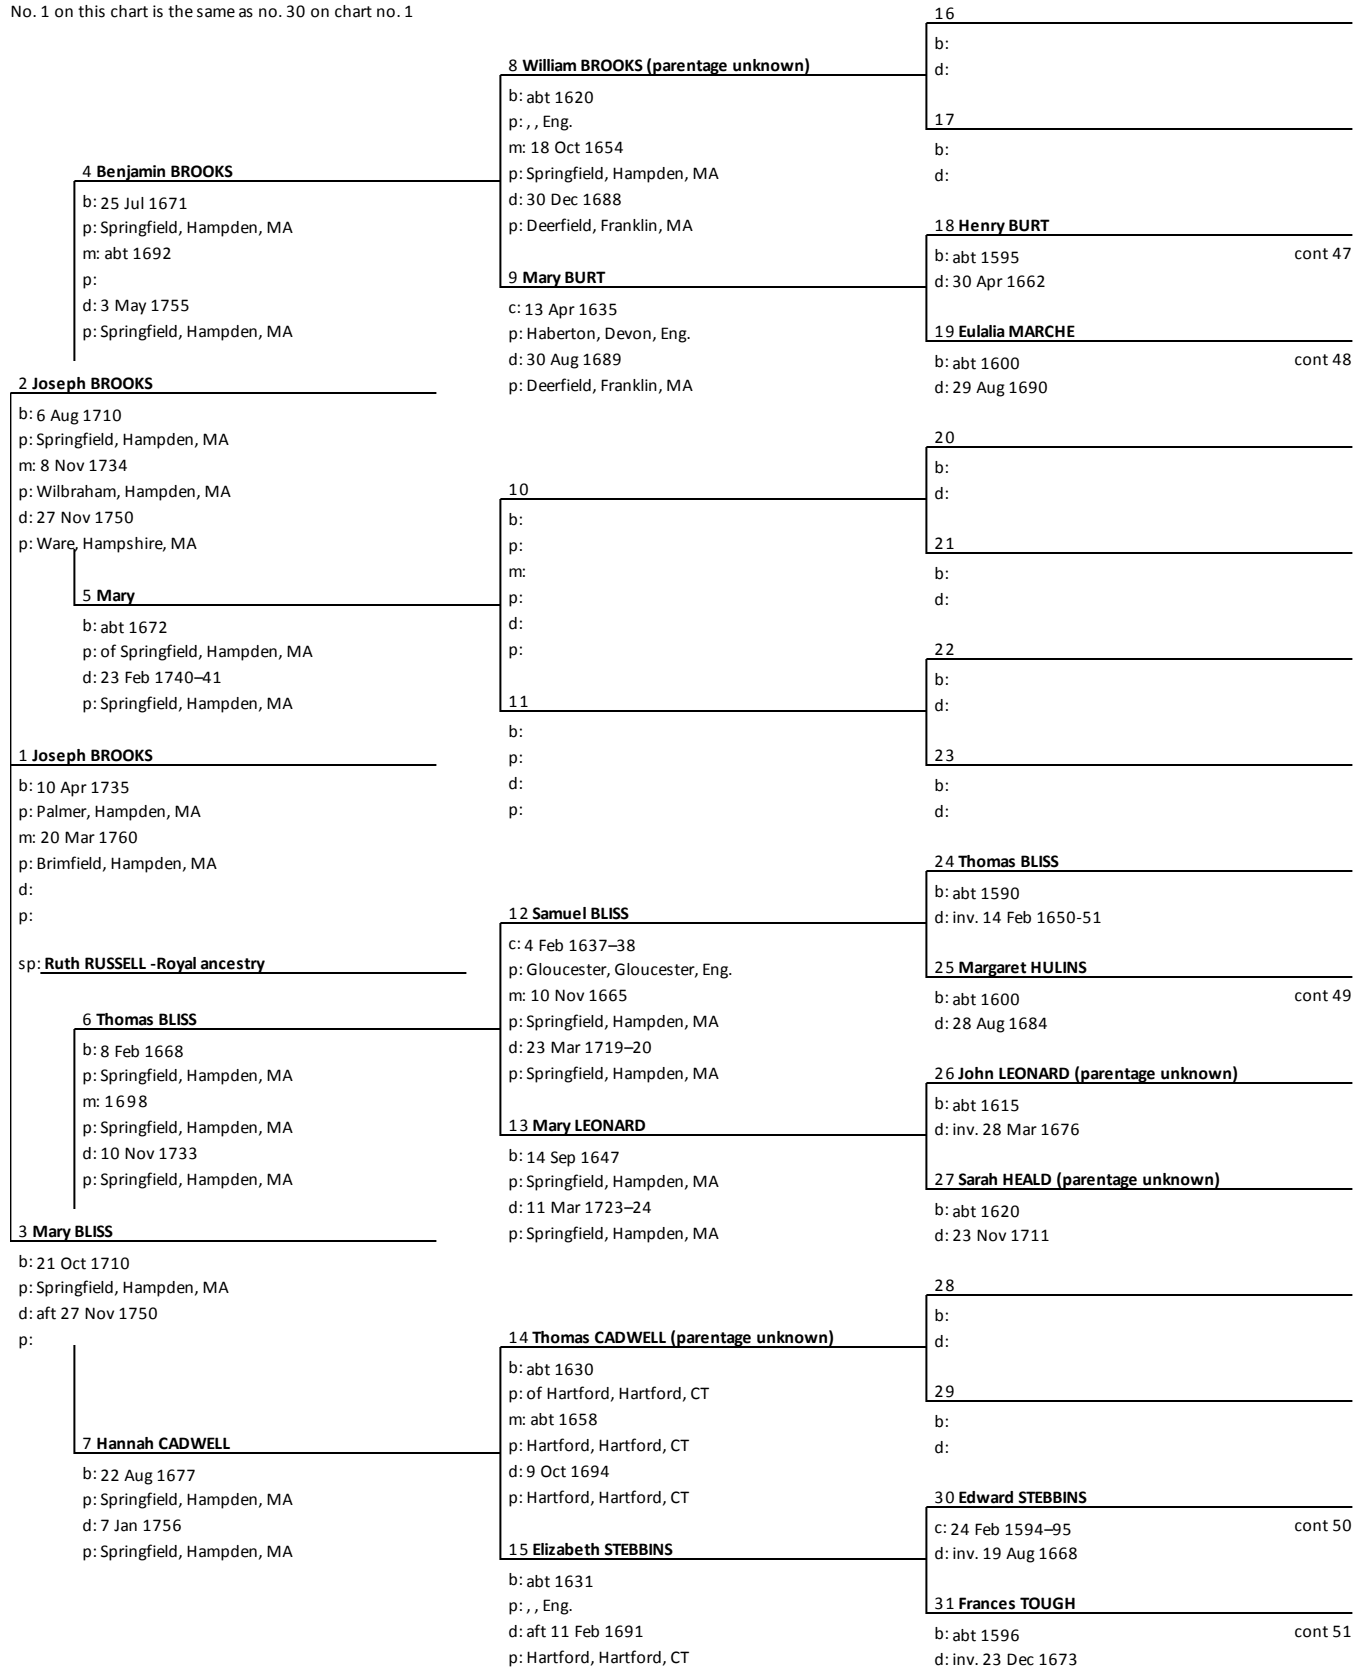 No. 1 on this chart is the same as no. 30 on chart no. 1
16
b:
d:
8 William BROOKS (parentage unknown)
b: abt 1620
p: , , Eng.
m: 18 Oct 1654
p: Springfield, Hampden, MA
d: 30 Dec 1688
p: Deerfield, Franklin, MA
17
b:
d:
4 Benjamin BROOKS
b: 25 Jul 1671
p: Springfield, Hampden, MA
m: abt 1692
p:
d: 3 May 1755
p: Springfield, Hampden, MA
18 Henry BURT
b: abt 1595 cont 47
d: 30 Apr 1662
9 Mary BURT
c: 13 Apr 1635
p: Haberton, Devon, Eng.
d: 30 Aug 1689
p: Deerfield, Franklin, MA
19 Eulalia MARCHE
b: abt 1600 cont 48
d: 29 Aug 1690
2 Joseph BROOKS
b: 6 Aug 1710
p: Springfield, Hampden, MA
m: 8 Nov 1734
p: Wilbraham, Hampden, MA
d: 27 Nov 1750
p: Ware, Hampshire, MA
20
b:
d:
10
b:
p:
m:
p:
d:
p:
21
b:
d:
5 Mary
b: abt 1672
p: of Springfield, Hampden, MA
d: 23 Feb 1740–41
p: Springfield, Hampden, MA
22
b:
d:
11
b:
p:
d:
p:
23
b:
d:
1 Joseph BROOKS
b: 10 Apr 1735
p: Palmer, Hampden, MA
m: 20 Mar 1760
p: Brimfield, Hampden, MA
d:
p:
sp: Ruth RUSSELL -Royal ancestry
24 Thomas BLISS
b: abt 1590
d: inv. 14 Feb 1650-51
12 Samuel BLISS
c: 4 Feb 1637–38
p: Gloucester, Gloucester, Eng.
m: 10 Nov 1665
p: Springfield, Hampden, MA
d: 23 Mar 1719–20
p: Springfield, Hampden, MA
25 Margaret HULINS
b: abt 1600 cont 49
d: 28 Aug 1684
6 Thomas BLISS
b: 8 Feb 1668
p: Springfield, Hampden, MA
m: 1698
p: Springfield, Hampden, MA
d: 10 Nov 1733
p: Springfield, Hampden, MA
26 John LEONARD (parentage unknown)
b: abt 1615
d: inv. 28 Mar 1676
13 Mary LEONARD
b: 14 Sep 1647
p: Springfield, Hampden, MA
d: 11 Mar 1723–24
p: Springfield, Hampden, MA
27 Sarah HEALD (parentage unknown)
b: abt 1620
d: 23 Nov 1711
3 Mary BLISS
b: 21 Oct 1710
p: Springfield, Hampden, MA
d: aft 27 Nov 1750
p:
28
b:
d:
14 Thomas CADWELL (parentage unknown)
b: abt 1630
p: of Hartford, Hartford, CT
m: abt 1658
p: Hartford, Hartford, CT
d: 9 Oct 1694
p: Hartford, Hartford, CT
29
b:
d:
7 Hannah CADWELL
b: 22 Aug 1677
p: Springfield, Hampden, MA
d: 7 Jan 1756
p: Springfield, Hampden, MA
30 Edward STEBBINS
c: 24 Feb 1594–95 cont 50
d: inv. 19 Aug 1668
15 Elizabeth STEBBINS
b: abt 1631
p: , , Eng.
d: aft 11 Feb 1691
p: Hartford, Hartford, CT
31 Frances TOUGH
b: abt 1596 cont 51
d: inv. 23 Dec 1673